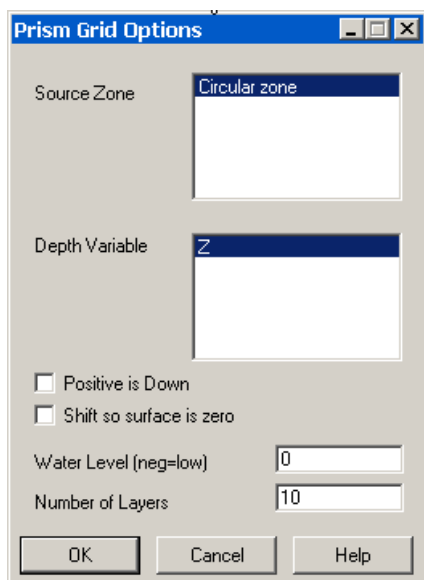 Prism Grid Options
Source Zone
Circular zone
Depth Variable
Z
Positive is Down
Shift so surface is zero
Water Level (neg=low)
0
Number of Layers
10
OK
Cancel
Help